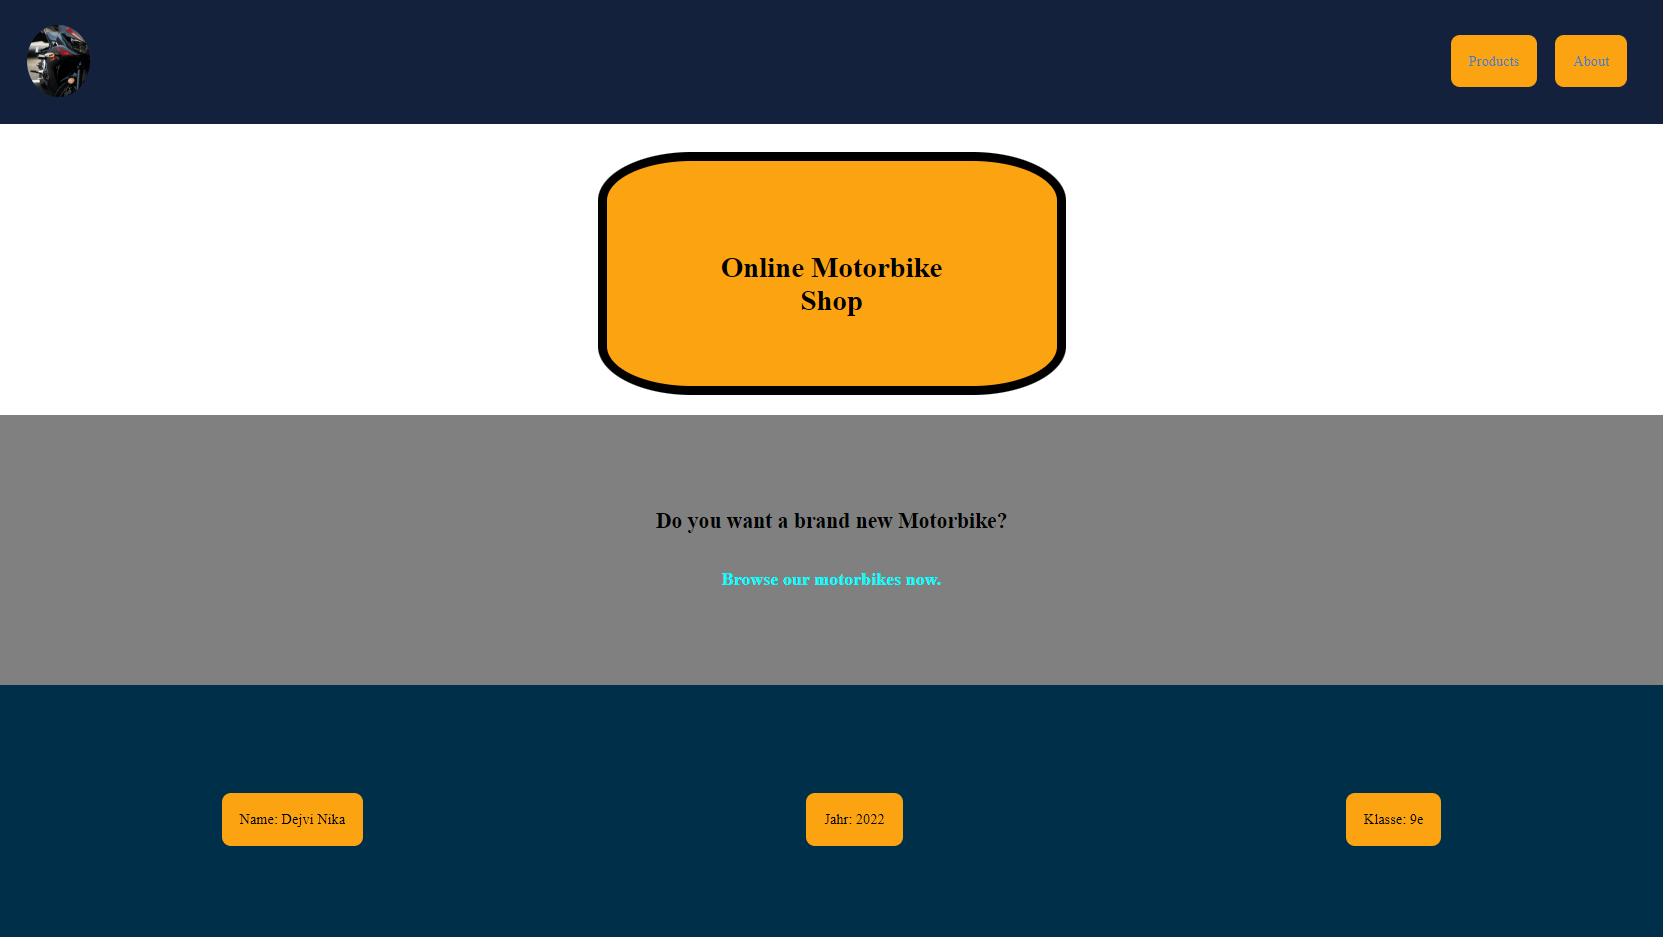 Products
About
Online Motorbike
Shop
Do you want a brand new Motorbike?
Browse our motorbikes now.
Name: Dejvi Nika
Jahr: 2022
Klasse: 9e